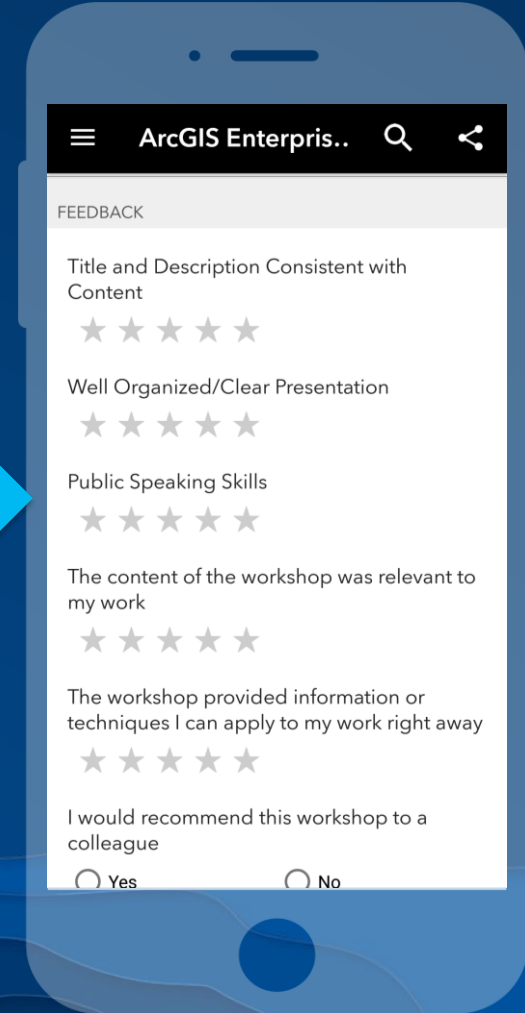 ArcGIS Enterpris..
FEEDBACK
Title and Description Consistent with
Content
Well Organized/Clear Presentation
Public Speaking Skills
The content of the workshop was relevant to
my work
The workshop provided information or
techniques I can apply to my work right away
I would recommend this workshop to a
colleague
Yes No